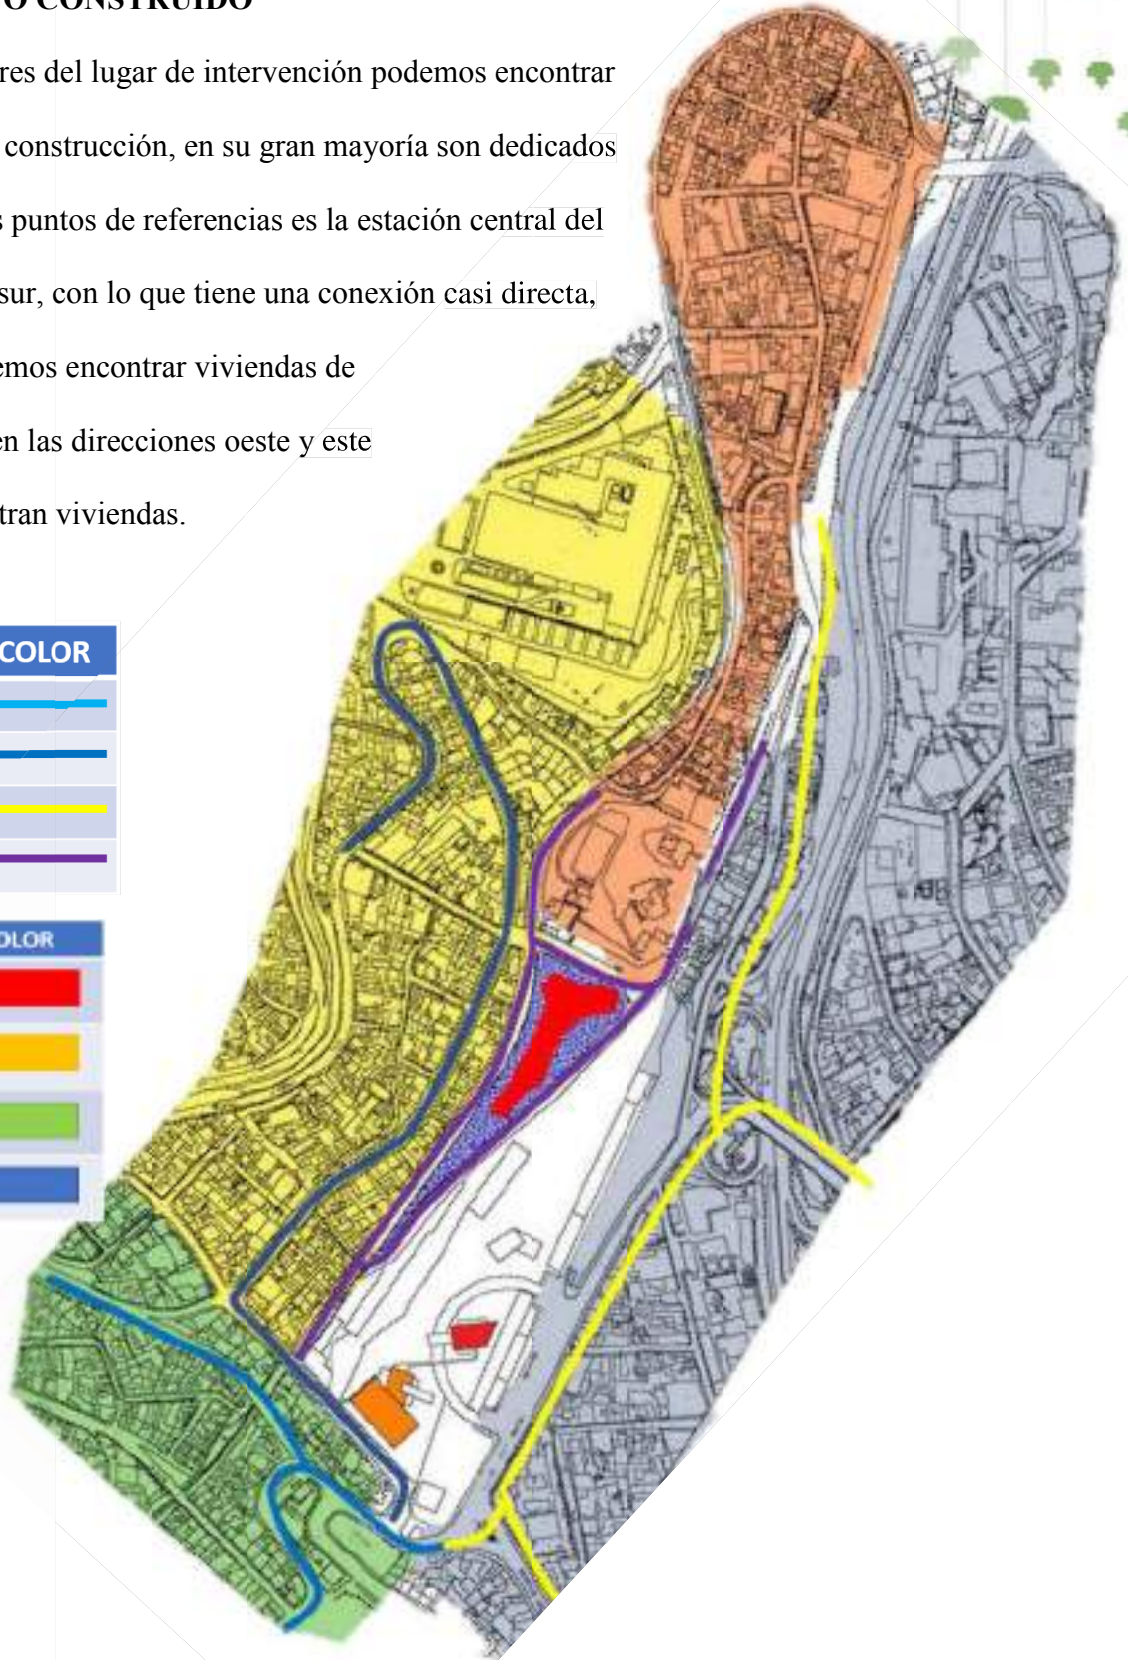 O CONSTRUIDO
res del lugar de intervención podemos encontrar
construcción, en su gran mayoría son dedicados
s puntos de referencias es la estación central del
sur, con lo que tiene una conexión casi directa,
emos encontrar viviendas de
en las direcciones oeste y este
tran viviendas.
COLOR
OLOR